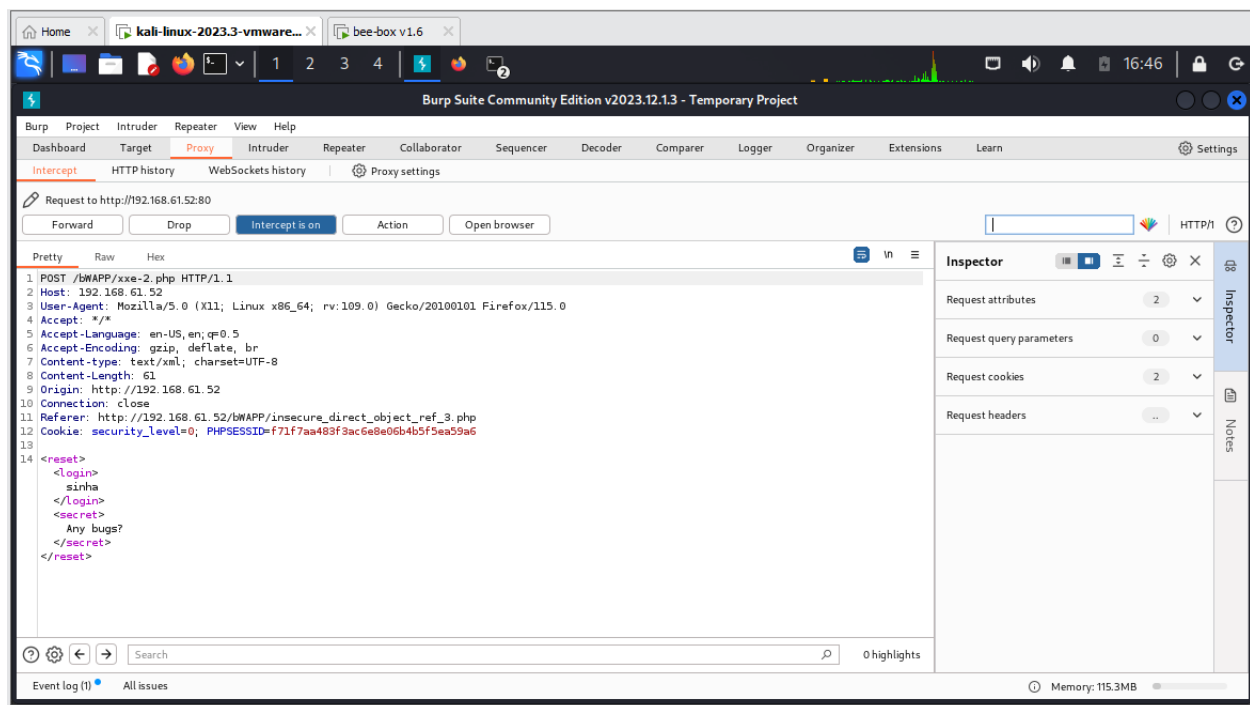 Home
kali-linux-2023.3-vmware...
bee-box v1.6
1 2 3 4
2
16:46
Burp Suite Community Edition v2023.12.1.3 - Temporary Project
Burp Project Intruder Repeater View Help
Dashboard Target Proxy Intruder Repeater Collaborator Sequencer Decoder Comparer Logger Organizer Extensions Learn Settings
Intercept HTTP history WebSockets history Proxy settings
Request to http://192.168.61.52:80
Forward Drop Intercept is on Action Open browser HTTP/1
Pretty Raw Hex \n
Inspector
1 POST /bWAPP/xxe-2.php HTTP/1.1
2 Host: 192.168.61.52
3 User-Agent: Mozilla/5.0 (X11; Linux x86_64; rv:109.0) Gecko/20100101 Firefox/115.0
4 Accept: */*
5 Accept-Language: en-US,en;q=0.5
6 Accept-Encoding: gzip, deflate, br
7 Content-type: text/xml; charset=UTF-8
8 Content-Length: 61
9 Origin: http://192.168.61.52
10 Connection: close
11 Referer: http://192.168.61.52/bWAPP/insecure_direct_object_ref_3.php
12 Cookie: security_level=0; PHPSESSID=f71f7aa483f3ac6e8e06b4b5f5ea59a6
13
14 <reset>
<login>
sinha
</login>
<secret>
Any bugs?
</secret>
</reset>
Request attributes 2
Request query parameters 0
Request cookies 2
Request headers ..
Inspector
Notes
Search
0 highlights
Event log (1) All issues
Memory: 115.3MB